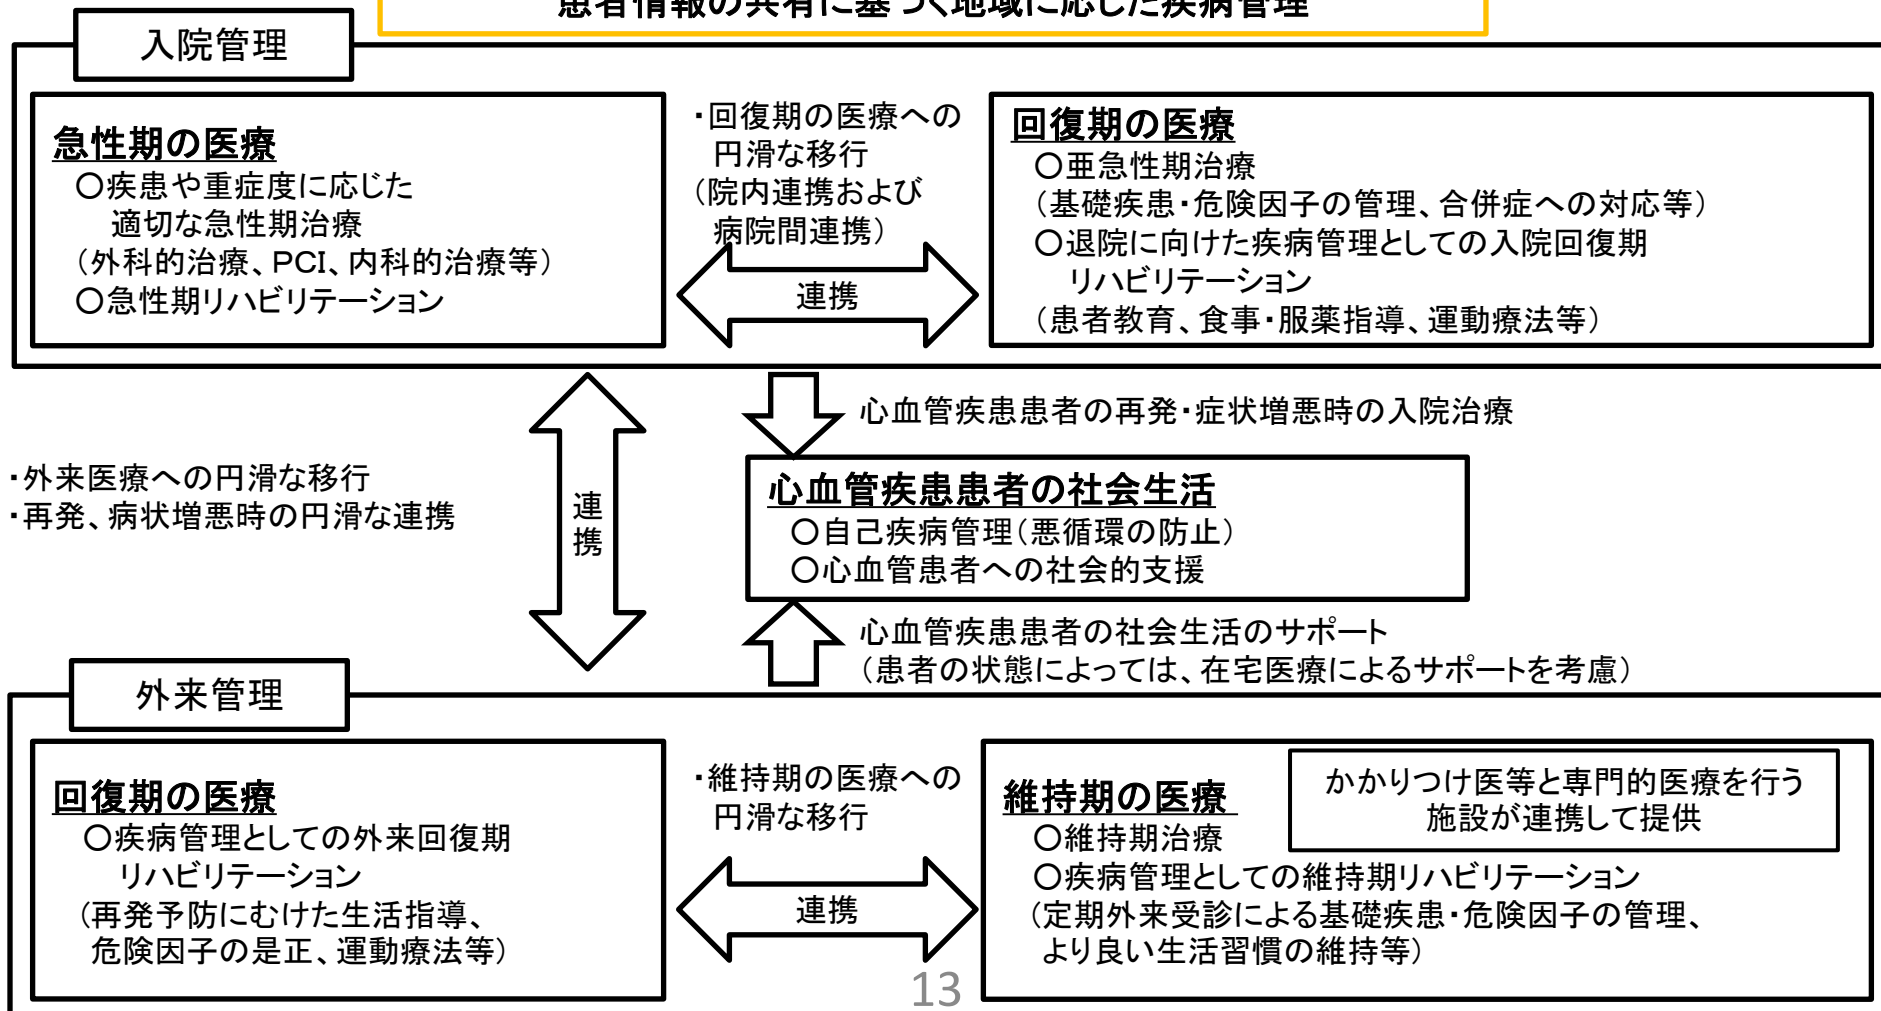 患者情報の共有に基づく地域に応じた疾病管理
入院管理
急性期の医療
〇疾患や重症度に応じた
適切な急性期治療
(外科的治療、PCI、内科的治療等)
〇急性期リハビリテーション
・回復期の医療への
円滑な移行
(院内連携および
病院間連携)
連携
回復期の医療
〇亜急性期治療
(基礎疾患・危険因子の管理、合併症への対応等)
〇退院に向けた疾病管理としての入院回復期
リハビリテーション
(患者教育、食事・服薬指導、運動療法等)
・外来医療への円滑な移行
・再発、病状増悪時の円滑な連携
連携
心血管疾患患者の再発・症状増悪時の入院治療
心血管疾患患者の社会生活
〇自己疾病管理(悪循環の防止)
〇心血管患者への社会的支援
心血管疾患患者の社会生活のサポート
(患者の状態によっては、在宅医療によるサポートを考慮)
外来管理
回復期の医療
〇疾病管理としての外来回復期
リハビリテーション
(再発予防にむけた生活指導、
危険因子の是正、運動療法等)
・維持期の医療への
円滑な移行
連携
維持期の医療
かかりつけ医等と専門的医療を行う
施設が連携して提供
〇維持期治療
〇疾病管理としての維持期リハビリテーション
(定期外来受診による基礎疾患・危険因子の管理、
より良い生活習慣の維持等)
13